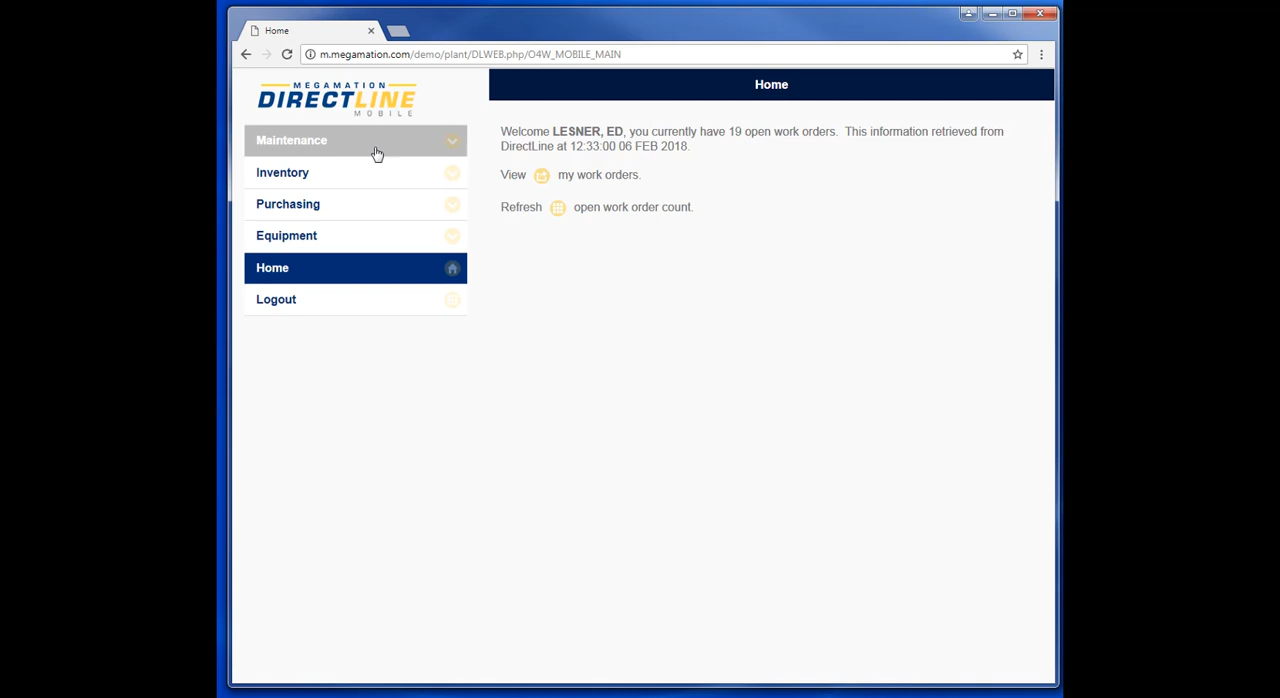 Home
m.megamation.com/demo/plant/DLWEB.php/O4W_MOBILE_MAIN
MEGAMATION
DIRECTLINE
MOBILE
Maintenance
Inventory
Purchasing
Equipment
Home
Logout
Home
Welcome LESNER, ED, you currently have 19 open work orders. This information retrieved from
DirectLine at 12:33:00 06 FEB 2018.
View my work orders.
Refresh open work order count.